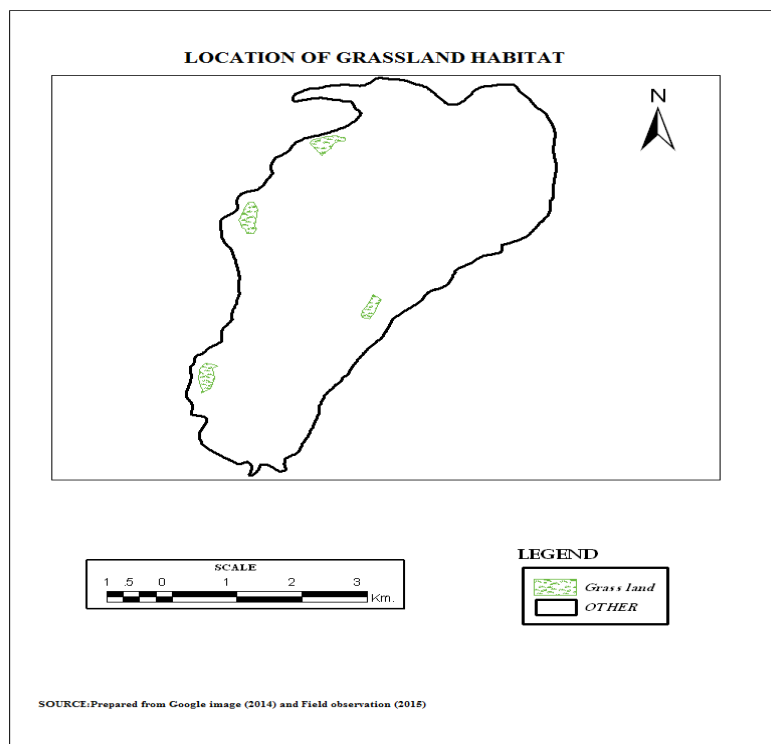 LOCATION OF GRASSLAND HABITAT
N
SCALE
1 .5 0 1 2 3
Km.
LEGEND
Grass land
OTHER
SOURCE:Prepared from Google image (2014) and Field observation (2015)